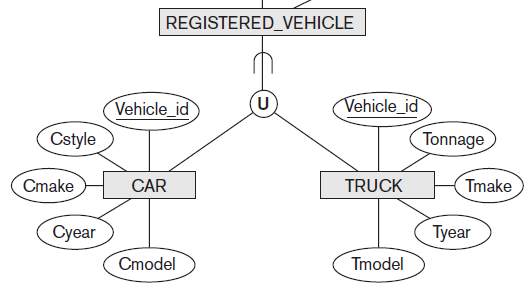 REGISTERED_VEHICLE
U
Vehicle_id
Vehicle_id
Cstyle
Tonnage
Cmake
CAR
TRUCK
Tmake
Cyear
Tyear
Cmodel
Tmodel